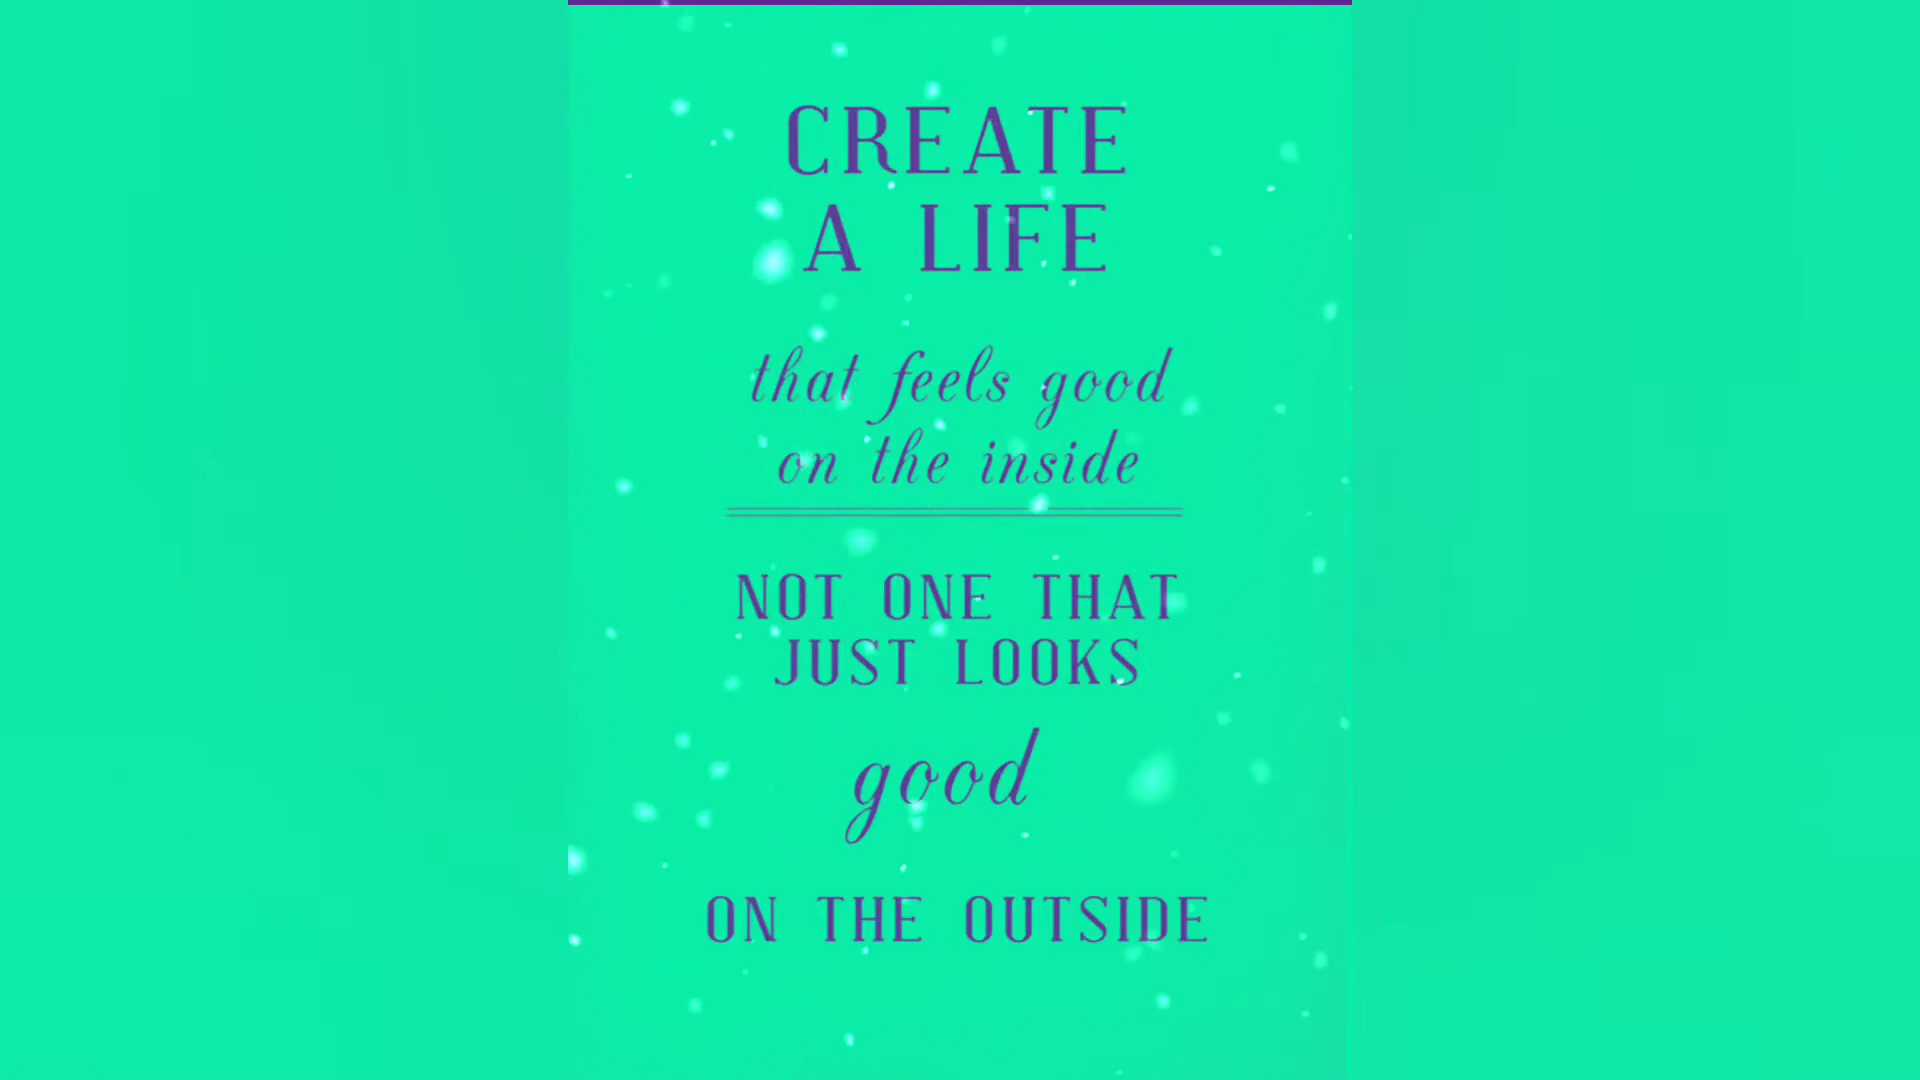 CREATE
A LIFE
that feels good
on the inside
NOT ONE THAT
JUST LOOKS
good
ON THE OUTSIDE